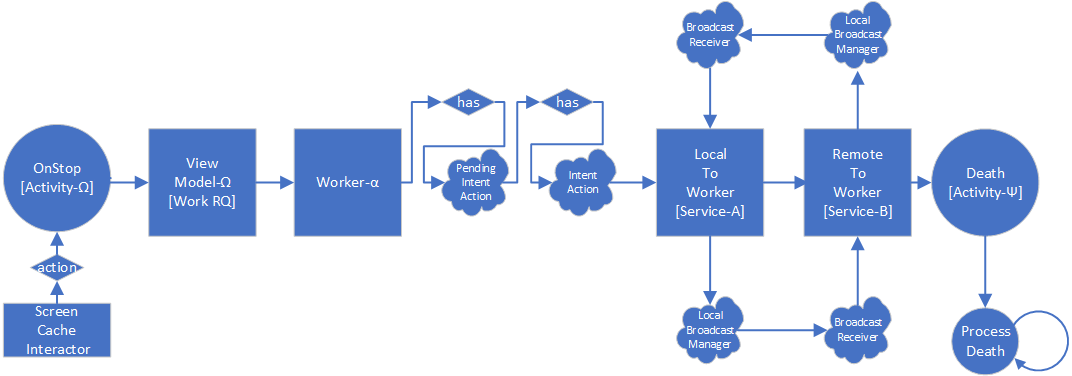 OnStop
[Activity-Ω]
action
Screen
Cache
Interactor
View
Model-Ω
[Work RQ]
Worker-α
has
Pending
Intent
Action
has
Intent
Action
Broadcast
Receiver
Local
Broadcast
Manager
Local
To
Worker
[Service-A]
Remote
To
Worker
[Service-B]
Local
Broadcast
Manager
Broadcast
Receiver
Death
[Activity-Ψ]
Process
Death